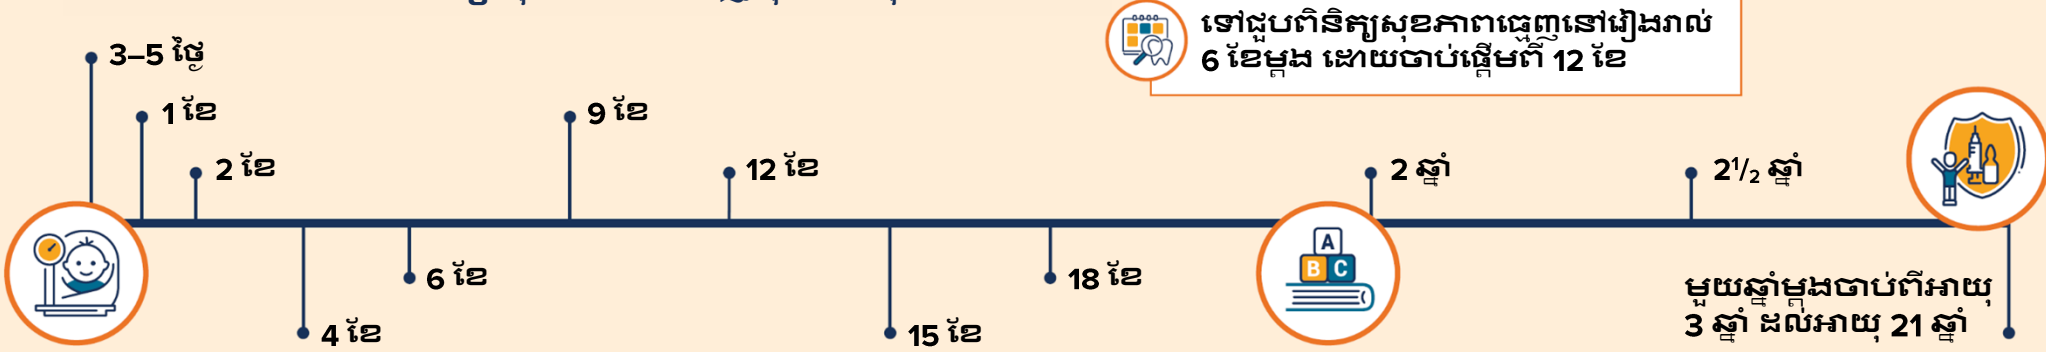 ទៅជួបពិនិត្យសុខភាពធ្មេញនៅរៀងរាល់
6 ខែម្តង ដោយចាប់ផ្តើមពី 12 ខែ
3–5 ថ្ងៃ
1 ខែ
2 ខែ
4 ខែ
6 ខែ
9 ខែ
12 ខែ
15 ខែ
18 ខែ
A
B C
2 ឆ្នាំ
2¹/₂ ឆ្នាំ
មួយឆ្នាំម្តងចាប់ពីអាយុ
3 ឆ្នាំ ដល់អាយុ 21 ឆ្នាំ